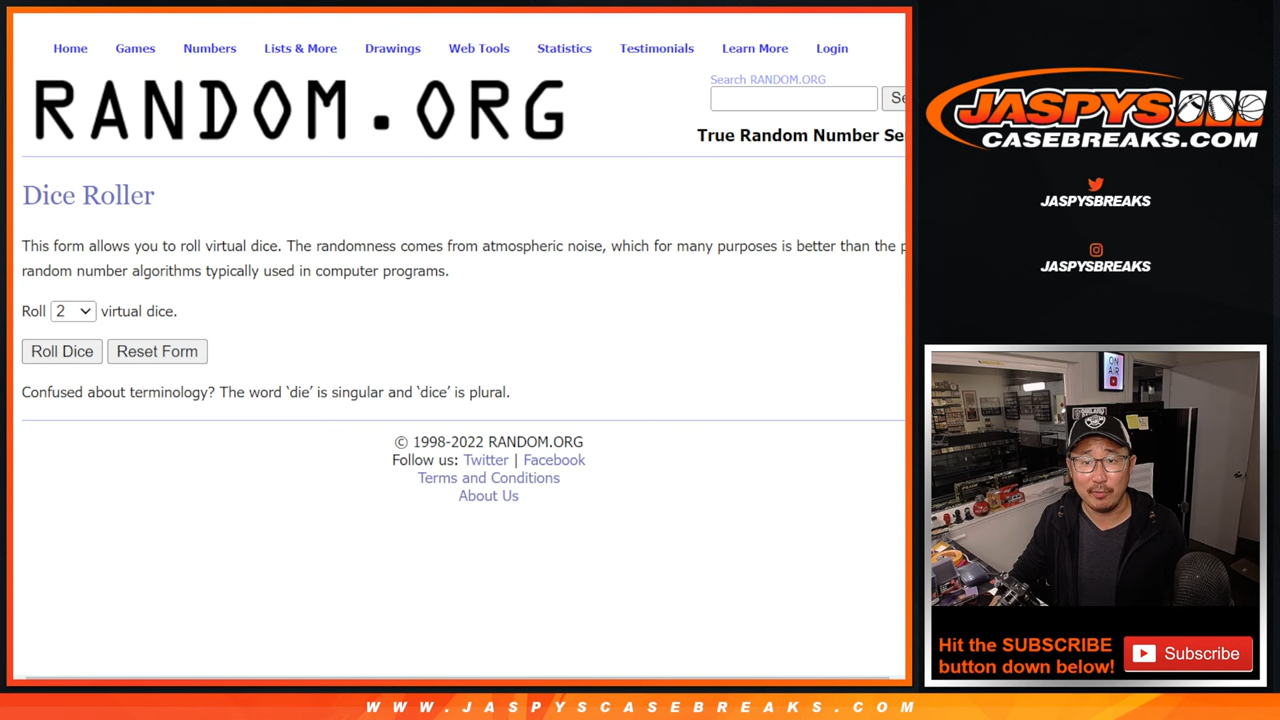 Home Games Numbers Lists & More Drawings Web Tools Statistics Testimonials Learn More Login
RANDOM.ORG
Search RANDOM.ORG
Se
True Random Number Se
Dice Roller
This form allows you to roll virtual dice. The randomness comes from atmospheric noise, which for many purposes is better than the p
random number algorithms typically used in computer programs.
Roll 2 virtual dice.
Roll Dice Reset Form
Confused about terminology? The word ‘die’ is singular and ‘dice’ is plural.
© 1998-2022 RANDOM.ORG
Follow us: Twitter | Facebook
Terms and Conditions
About Us
JASPYS
CASEBREAKS.COM
JASPYSBREAKS
JASPYSBREAKS
ON
AIR
Hit the SUBSCRIBE
button down below!
Subscribe
WWW.JASPYSCASEBREAKS.COM